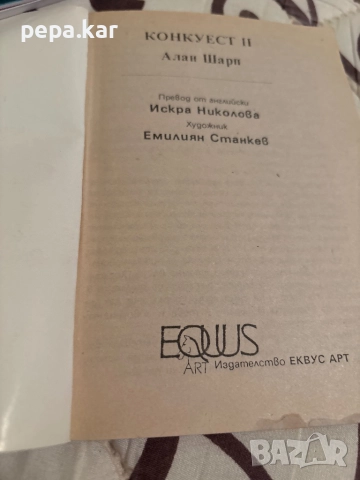 pepa.kar
КОНКУЕСТ II
Алан Шарп
Превод от английски
Искра Николова
Художник
Емилиян Станкев
EQUUS
ART Издателство ЕКВУС АРТ
BAZAR
bg